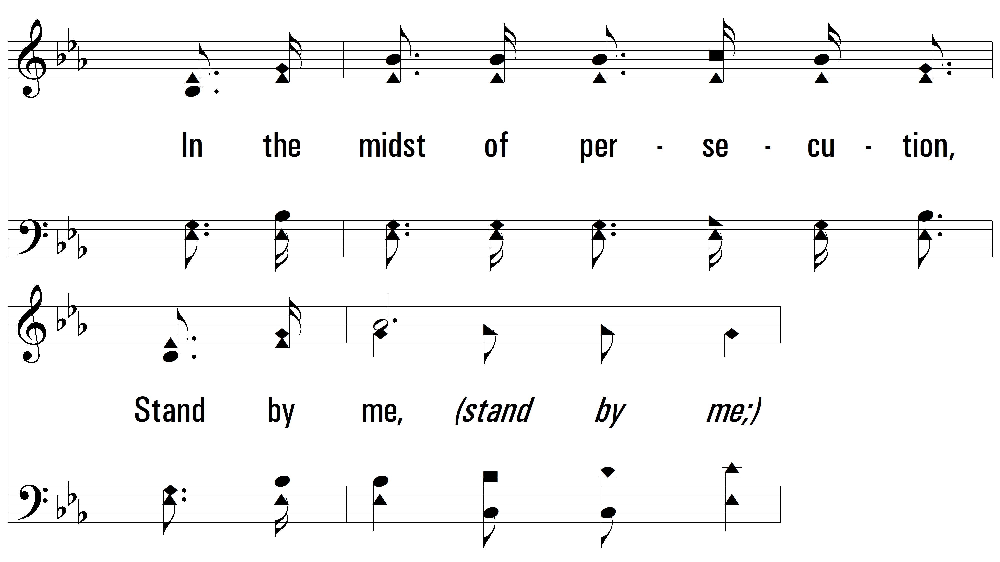 In the midst of per - se - cu - tion,
Stand by me, (stand by me;)